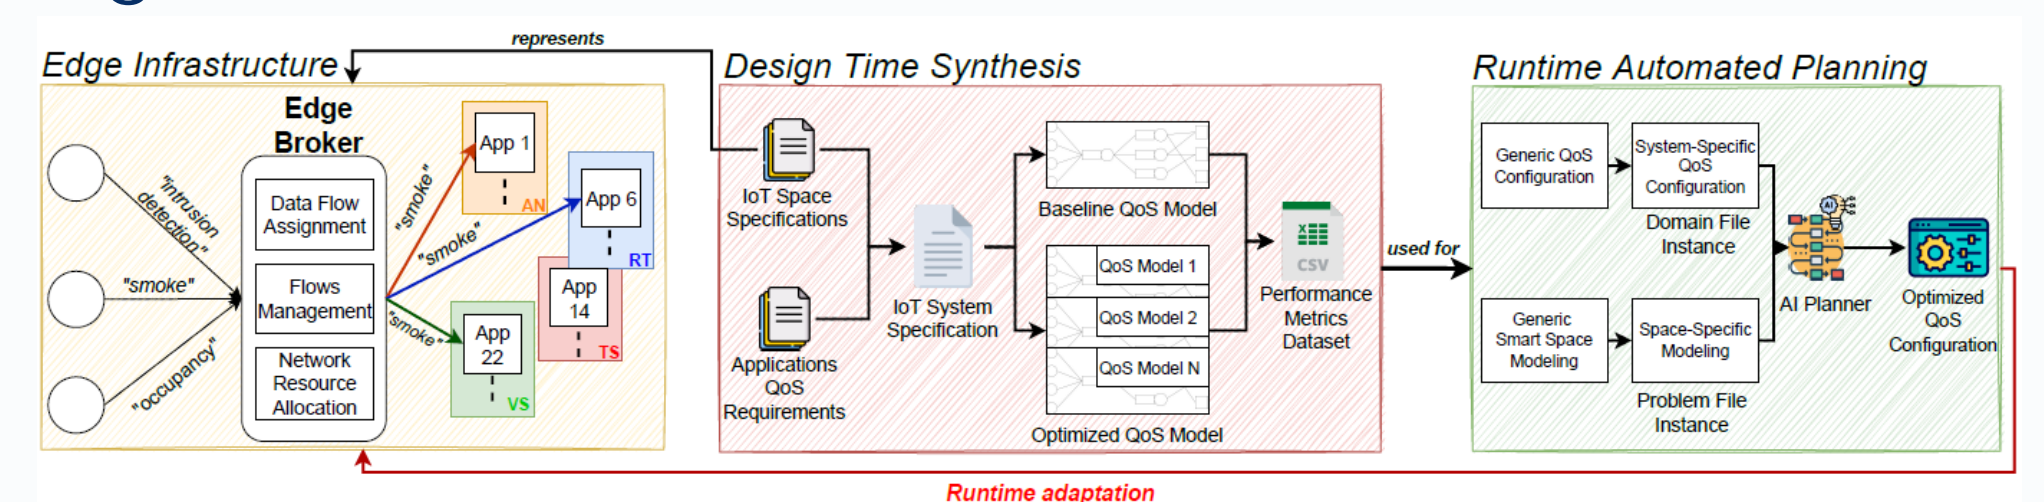 represents
Edge Infrastructure
Design Time Synthesis
Runtime Automated Planning
Edge
Broker
"intrusion
detection"
"smoke"
"occupancy"
Data Flow
Assignment
Flows
Management
Network
Resource
Allocation
"smoke"
"smoke"
"smoke"
App 1
AN
App 6
RT
App
14
TS
App
22
VS
IoT Space
Specifications
Applications
QoS
Requirements
IoT System
Specification
Baseline QoS Model
QoS Model 1
QoS Model 2
QoS Model N
Optimized QoS Model
X
CSV
Performance
Metrics
Dataset
used for
Generic QoS
Configuration
System-Specific
QoS
Configuration
Domain File
Instance
Generic
Smart Space
Modeling
Space-Specific
Modeling
Problem File
Instance
AI
AI Planner
Optimized
QoS
Configuration
Runtime adaptation